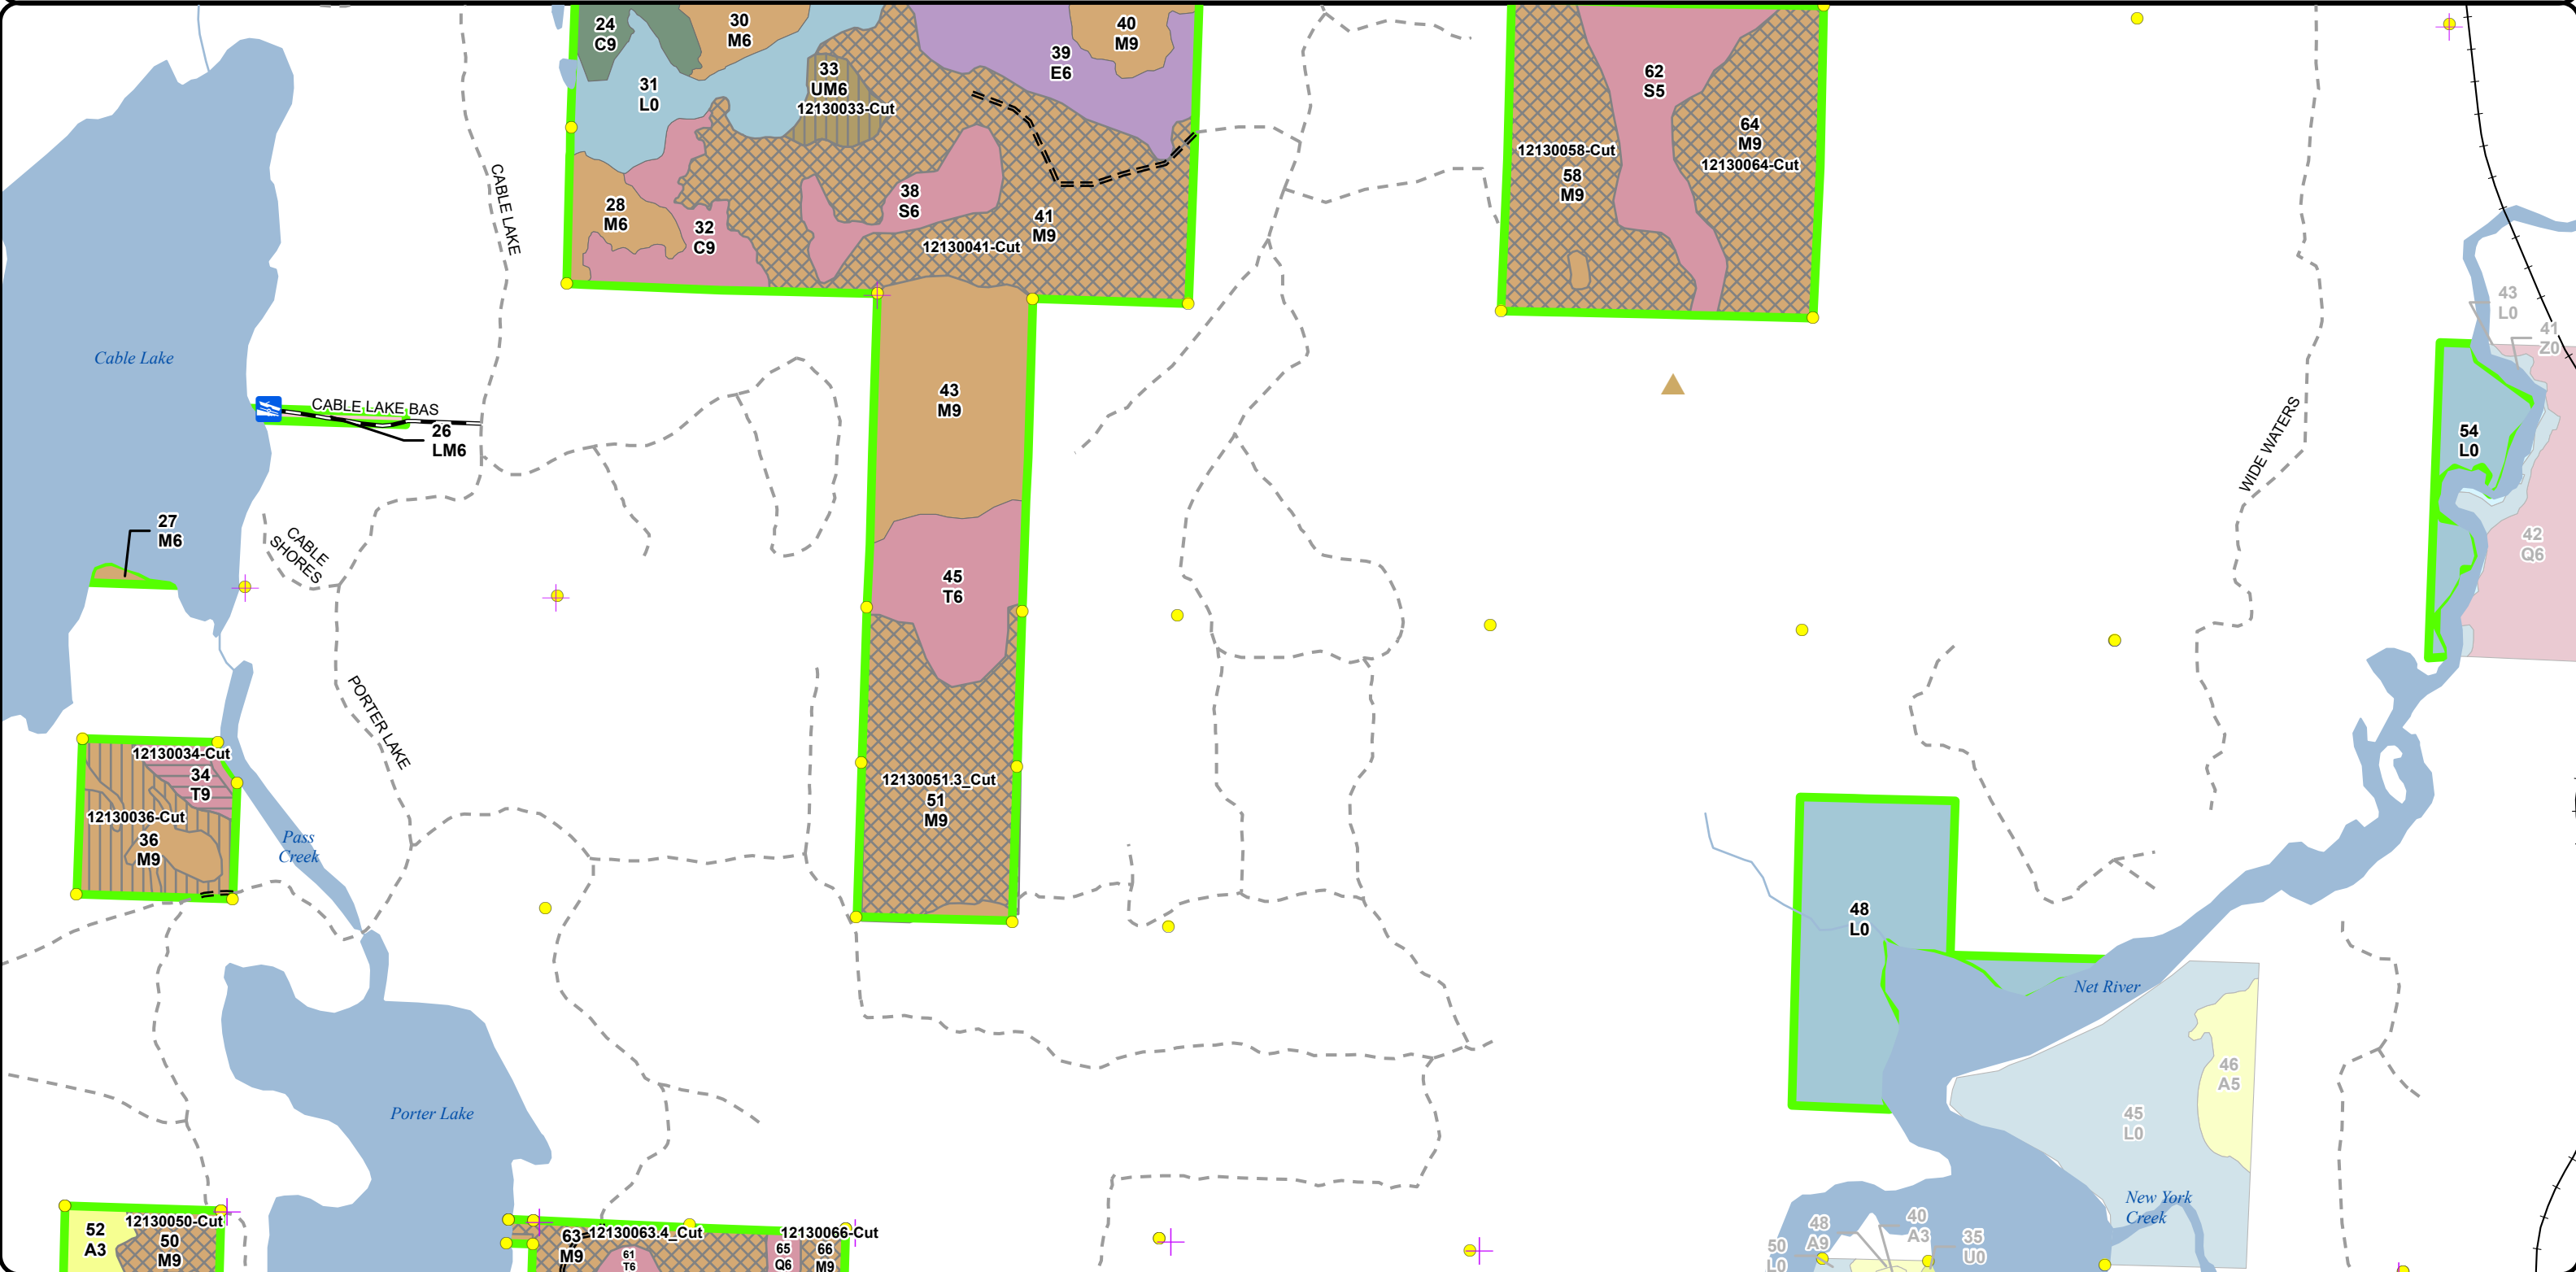 24
C9
30
M6
40
M9
39
E6
31
L0
33
UM6
12130033-Cut
62
S5
64
M9
12130064-Cut
12130058-Cut
58
M9
28
M6
32
C9
38
S6
41
M9
12130041-Cut
CABLE LAKE
43
L0
41
Z0
Cable Lake
CABLE LAKE BAS
26
LM6
43
M9
WIDE WATERS
54
L0
27
M6
CABLE
SHORES
42
Q6
45
T6
PORTER LAKE
12130034-Cut
34
T9
12130036-Cut
36
M9
Pass
Creek
12130051.3_Cut
51
M9
48
L0
Net River
46
A5
45
L0
Porter Lake
New York
Creek
52
A3
12130050-Cut
50
M9
63
M9
12130063.4_Cut
61
T6
12130066-Cut
65
Q6
66
M9
48
A9
40
A3
35
U0
50
L0